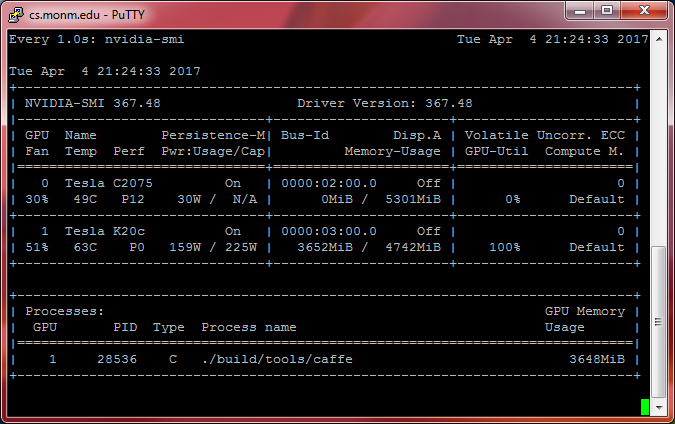 cs.monm.edu - PuTTY
Every 1.0s: nvidia-smi Tue Apr 4 21:24:33 2017
Tue Apr 4 21:24:33 2017
+-----------------------------------------------------------------------------+
| NVIDIA-SMI 367.48                 Driver Version: 367.48                    |
|-------------------------------+----------------------+----------------------+
| GPU  Name        Persistence-M| Bus-Id        Disp.A | Volatile Uncorr. ECC |
| Fan  Temp  Perf  Pwr:Usage/Cap|         Memory-Usage | GPU-Util  Compute M. |
|===============================+======================+======================|
|   0  Tesla C2075         On   | 0000:02:00.0     Off |                    0 |
| 30%   49C   P12    30W /  N/A |      0MiB /  5301MiB |      0%      Default |
+-------------------------------+----------------------+----------------------+
|   1  Tesla K20c          On   | 0000:03:00.0     Off |                    0 |
| 51%   63C    P0   159W / 225W |   3652MiB /  4742MiB |    100%      Default |
+-------------------------------+----------------------+----------------------+
+-----------------------------------------------------------------------------+
| Processes:                                                       GPU Memory |
|  GPU       PID  Type  Process name                               Usage      |
|=============================================================================|
|    1     28536    C   ./build/tools/caffe                           3648MiB |
+-----------------------------------------------------------------------------+